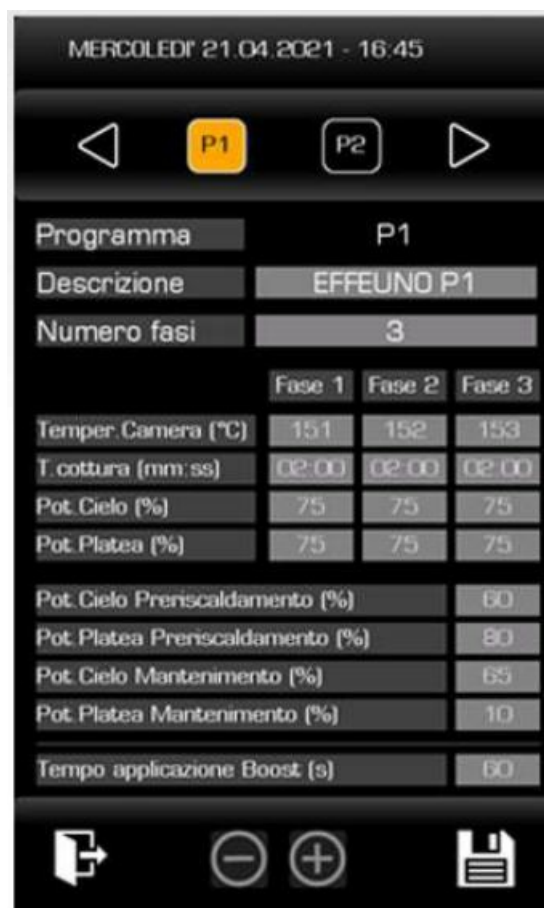 MERCOLEDI' 21.04.2021 - 16:45
P1 P2
Programma P1
Descrizione EFFEUNO P1
Numero fasi 3
Fase 1 Fase 2 Fase 3
Temper.Camera (°C) 151 152 153
T.cottura (mm:ss) 02:00 02:00 02:00
Pot.Cielo (%) 75 75 75
Pot.Platea (%) 75 75 75
Pot.Cielo Preriscaldamento (%) 60
Pot.Platea Preriscaldamento (%) 80
Pot.Cielo Mantenimento (%) 65
Pot.Platea Mantenimento (%) 10
Tempo applicazione Boost (s) 60